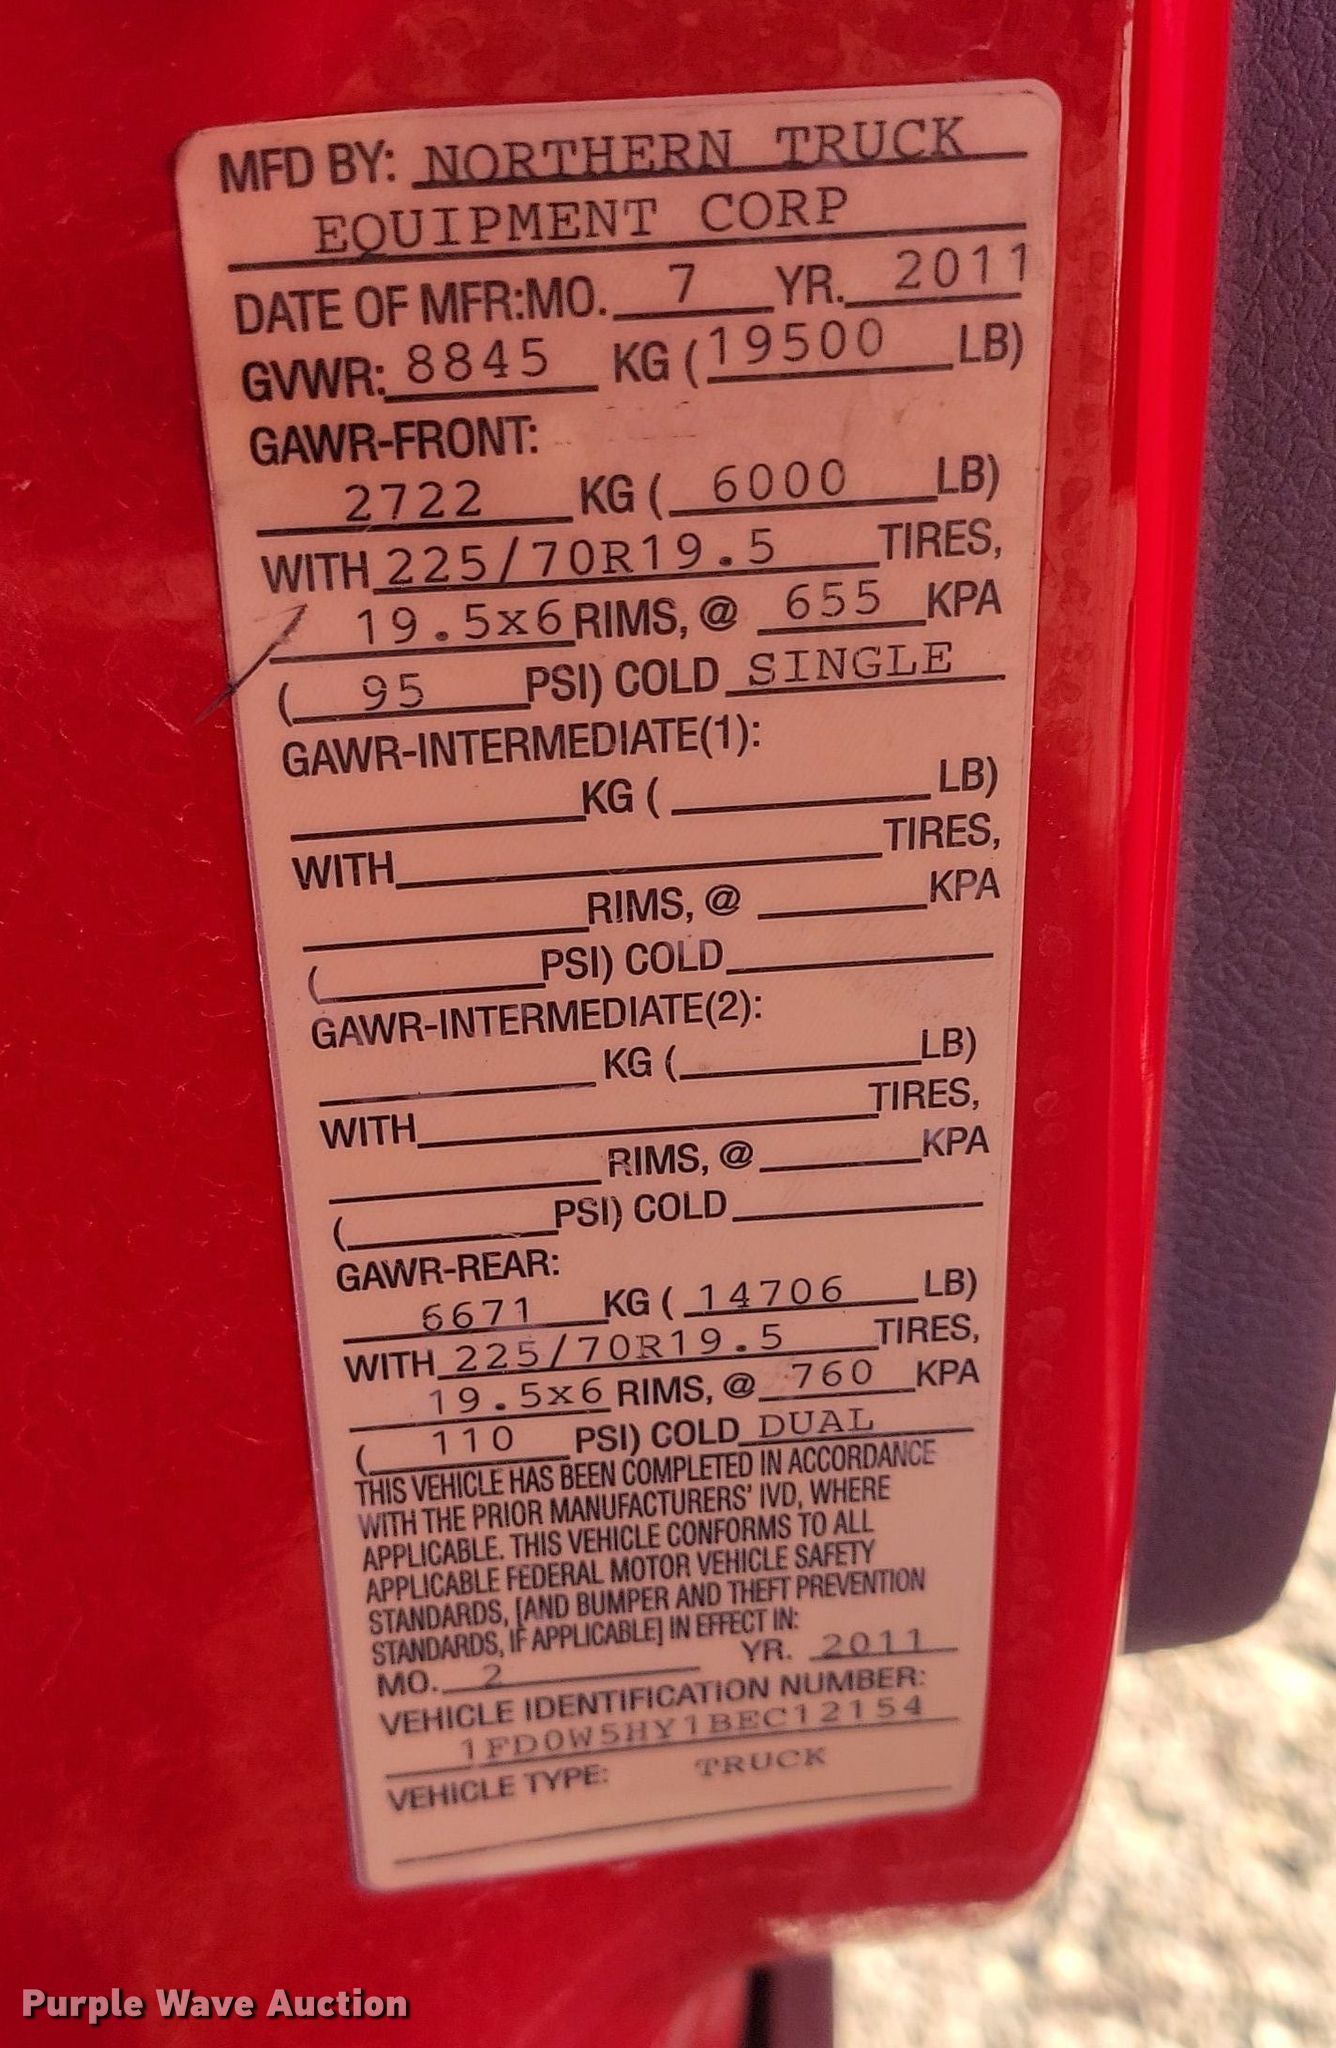 MFD BY: NORTHERN TRUCK
EQUIPMENT CORP
DATE OF MFR:MO. 7 YR. 2011
GVWR: 8845 KG (19500 LB)
GAWR-FRONT:
2722 KG ( 6000 LB)
WITH 225/70R19.5 TIRES,
19.5x6 RIMS, @ 655 KPA
( 95 PSI) COLD SINGLE
GAWR-INTERMEDIATE(1):
KG ( LB)
WITH TIRES,
RIMS, @ KPA
( PSI) COLD
GAWR-INTERMEDIATE(2):
KG ( LB)
WITH TIRES,
RIMS, @ KPA
( PSI) COLD
GAWR-REAR:
6671 KG ( 14706 LB)
WITH 225/70R19.5 TIRES,
19.5x6 RIMS, @ 760 KPA
( 110 PSI) COLD DUAL
THIS VEHICLE HAS BEEN COMPLETED IN ACCORDANCE
WITH THE PRIOR MANUFACTURERS' IVD, WHERE
APPLICABLE. THIS VEHICLE CONFORMS TO ALL
APPLICABLE FEDERAL MOTOR VEHICLE SAFETY
STANDARDS, [AND BUMPER AND THEFT PREVENTION
STANDARDS, IF APPLICABLE] IN EFFECT IN:
MO. 2 YR. 2011
VEHICLE IDENTIFICATION NUMBER:
1FD0W5HY1BEC12154
VEHICLE TYPE: TRUCK
Purple Wave Auction